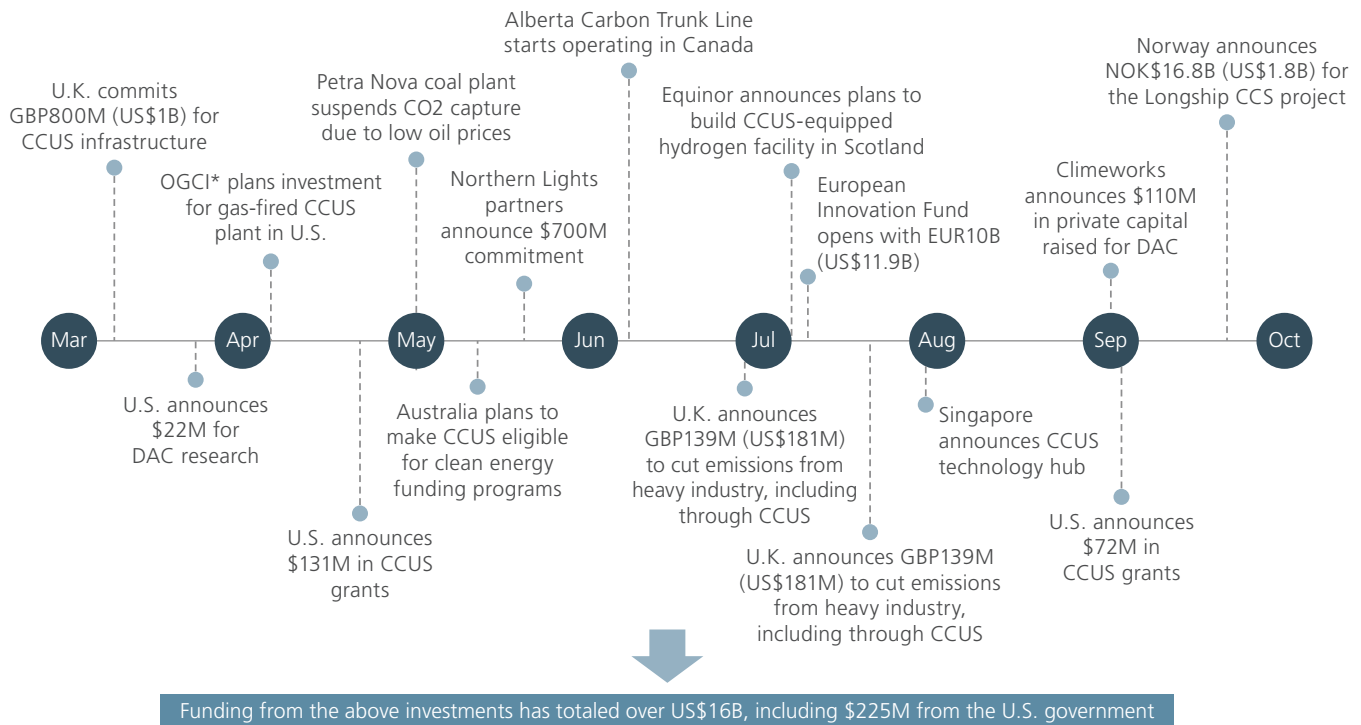 Alberta Carbon Trunk Line
starts operating in Canada
Norway announces
NOK$16.8B (US$1.8B) for
the Longship CCS project
U.K. commits
GBP800M (US$1B) for
CCUS infrastructure
Petra Nova coal plant
suspends CO2 capture
due to low oil prices
Equinor announces plans to
build CCUS-equipped
hydrogen facility in Scotland
OGCI* plans investment
for gas-fired CCUS
plant in U.S.
Northern Lights
partners
announce $700M
commitment
European
Innovation Fund
opens with EUR10B
(US$11.9B)
Climeworks
announces $110M
in private capital
raised for DAC
Mar
Apr
May
Jun
Jul
Aug
Sep
Oct
U.S. announces
$22M for
DAC research
Australia plans to
make CCUS eligible
for clean energy
funding programs
U.K. announces
GBP139M (US$181M)
to cut emissions from
heavy industry, including
through CCUS
Singapore
announces CCUS
technology hub
U.S. announces
$131M in CCUS
grants
U.K. announces GBP139M
(US$181M) to cut emissions
from heavy industry,
including through CCUS
U.S. announces
$72M in
CCUS grants
Funding from the above investments has totaled over US$16B, including $225M from the U.S. government